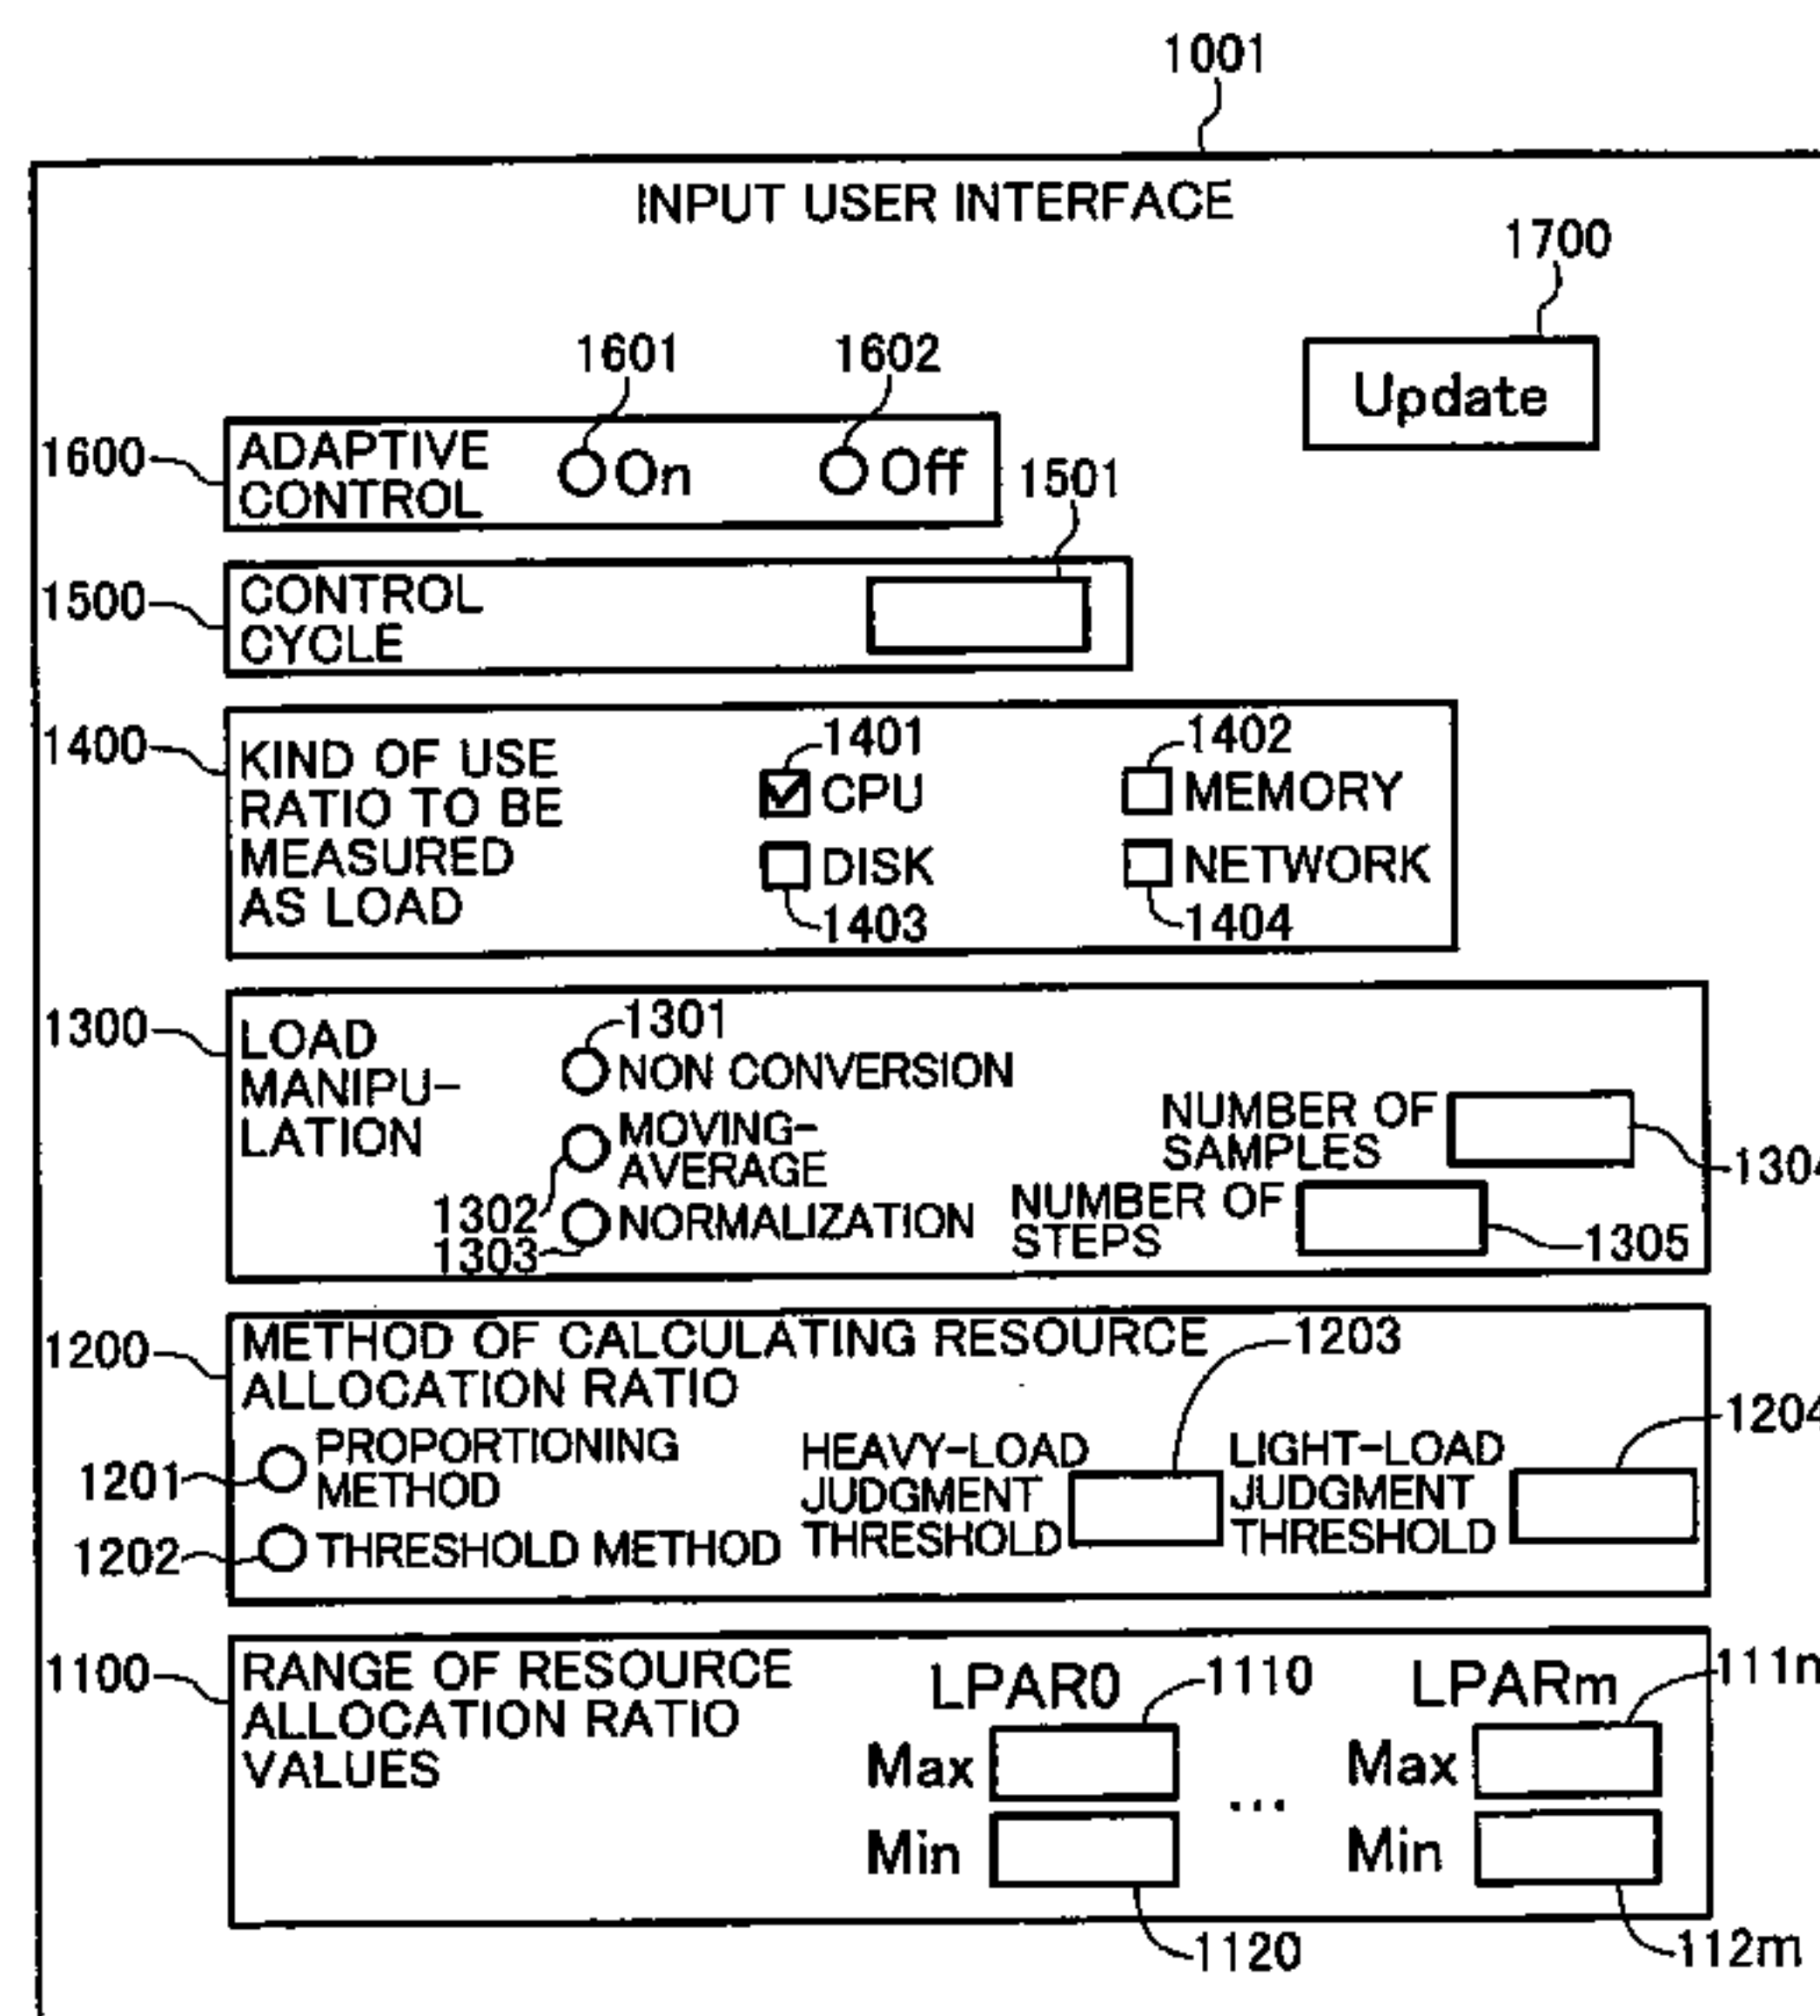 1001
INPUT USER INTERFACE
1700
Update
1601
1602
1600
ADAPTIVE
CONTROL
On
Off
1501
1500
CONTROL
CYCLE
1400
KIND OF USE
RATIO TO BE
MEASURED
AS LOAD
1401
CPU
1402
MEMORY
DISK
1403
NETWORK
1404
1300
LOAD
MANIPU-
LATION
1301
NON CONVERSION
MOVING-
AVERAGE
1302
NORMALIZATION
1303
NUMBER OF
SAMPLES
1304
NUMBER OF
STEPS
1305
1200
METHOD OF CALCULATING RESOURCE
ALLOCATION RATIO
1203
1204
1201
PROPORTIONING
METHOD
1202
THRESHOLD METHOD
HEAVY-LOAD
JUDGMENT
THRESHOLD
LIGHT-LOAD
JUDGMENT
THRESHOLD
1100
RANGE OF RESOURCE
ALLOCATION RATIO
VALUES
LPAR0
1110
Max
Min
1120
...
LPARm
Max
Min
112m